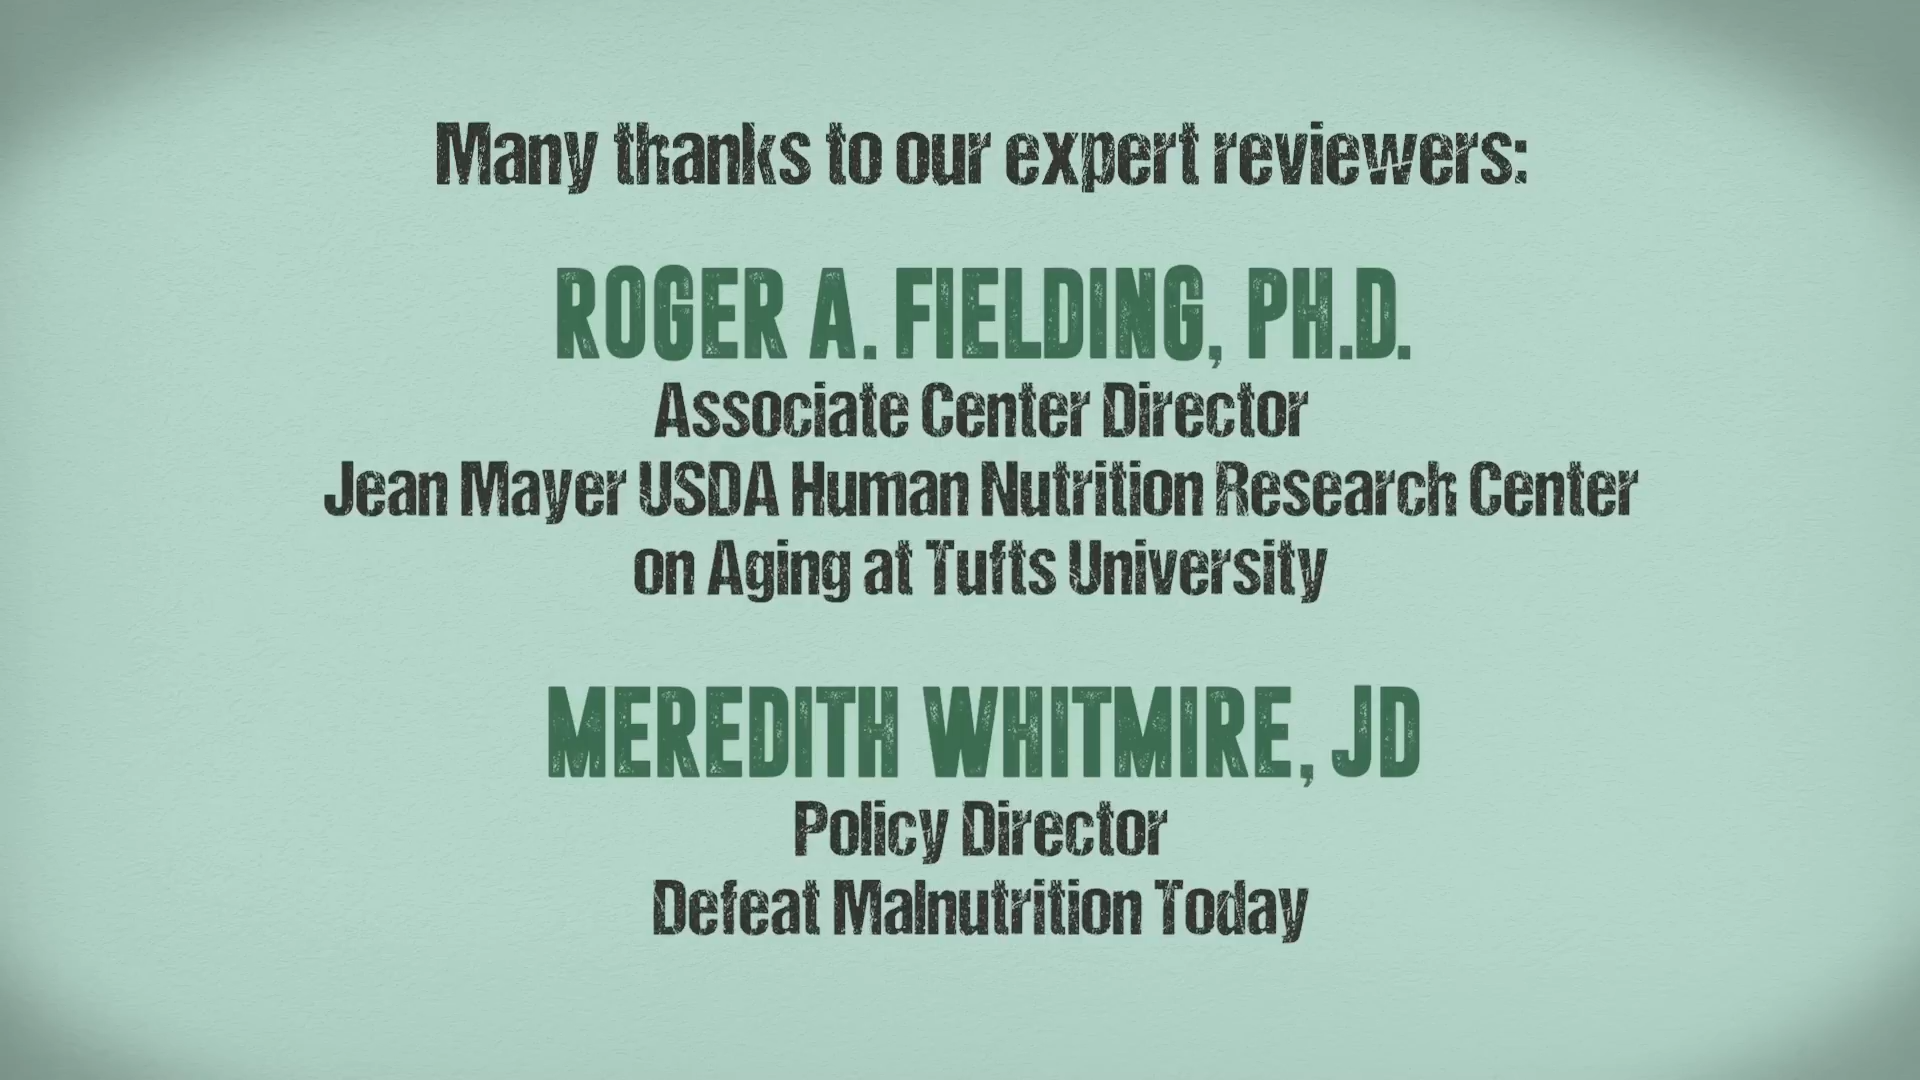 Many thanks to our expert reviewers:
ROGER A. FIELDING, PH.D.
Associate Center Director
Jean Mayer USDA Human Nutrition Research Center
on Aging at Tufts University
MEREDITH WHITMIRE, JD
Policy Director
Defeat Malnutrition Today